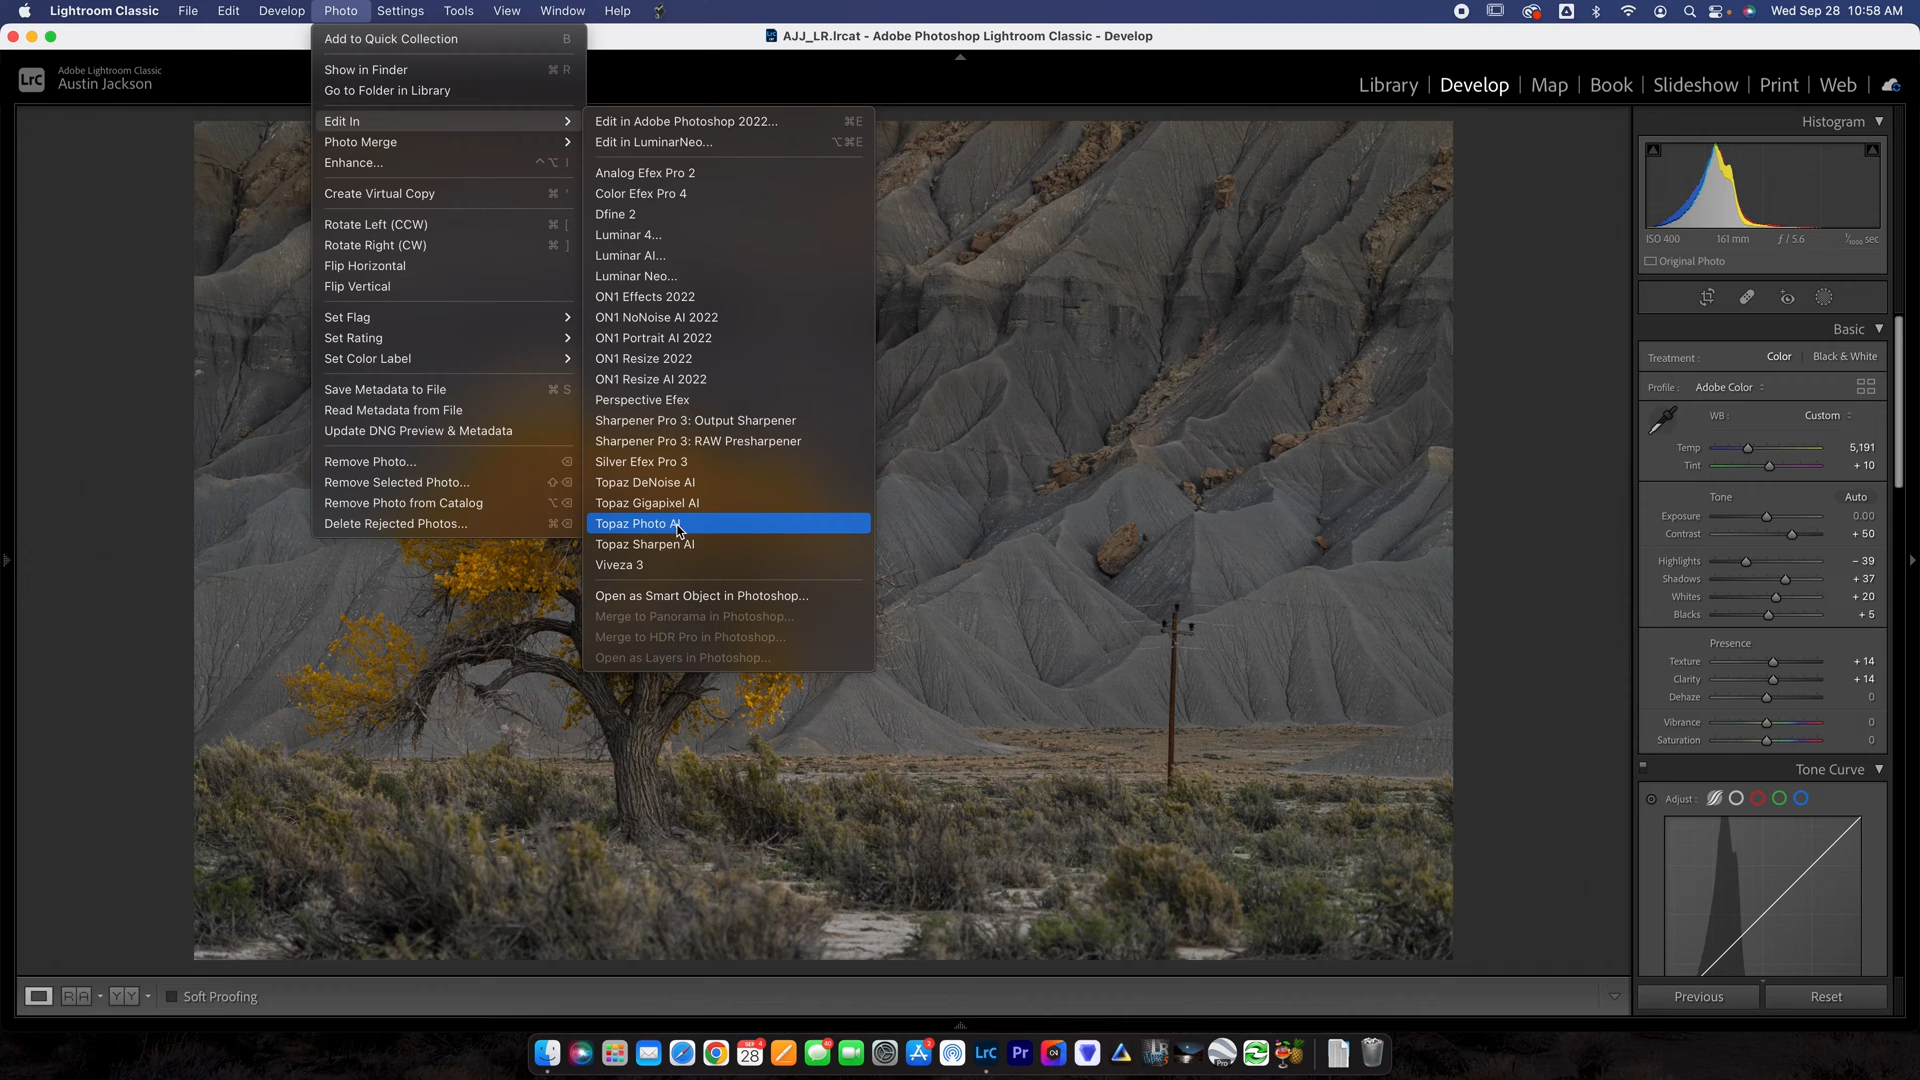 Lightroom Classic File Edit Develop Photo Settings Tools View Window Help
Wed Sep 28 10:58 AM
AJJ_LR.lrcat - Adobe Photoshop Lightroom Classic - Develop
LrC
Adobe Lightroom Classic
Austin Jackson
Library | Develop | Map | Book | Slideshow | Print | Web
Add to Quick Collection B
Show in Finder ⌘ R
Go to Folder in Library
Edit In
Photo Merge
Enhance... ^⌥ I
Create Virtual Copy ⌘ '
Rotate Left (CCW) ⌘ [
Rotate Right (CW) ⌘ ]
Flip Horizontal
Flip Vertical
Set Flag
Set Rating
Set Color Label
Save Metadata to File ⌘ S
Read Metadata from File
Update DNG Preview & Metadata
Remove Photo... ⌫
Remove Selected Photo... ⇧⌫
Remove Photo from Catalog ⌥⌫
Delete Rejected Photos... ⌘⌫
Edit in Adobe Photoshop 2022... ⌘E
Edit in LuminarNeo... ⌥⌘E
Analog Efex Pro 2
Color Efex Pro 4
Dfine 2
Luminar 4...
Luminar AI...
Luminar Neo...
ON1 Effects 2022
ON1 NoNoise AI 2022
ON1 Portrait AI 2022
ON1 Resize 2022
ON1 Resize AI 2022
Perspective Efex
Sharpener Pro 3: Output Sharpener
Sharpener Pro 3: RAW Presharpener
Silver Efex Pro 3
Topaz DeNoise AI
Topaz Gigapixel AI
Topaz Photo AI
Topaz Sharpen AI
Viveza 3
Open as Smart Object in Photoshop...
Merge to Panorama in Photoshop...
Merge to HDR Pro in Photoshop...
Open as Layers in Photoshop...
Histogram
ISO 400 161 mm ƒ / 5.6 1/1000 sec
Original Photo
Basic
Treatment : Color | Black & White
Profile : Adobe Color
WB : Custom
Temp 5,191
Tint + 10
Tone Auto
Exposure 0.00
Contrast + 50
Highlights – 39
Shadows + 37
Whites + 20
Blacks + 5
Presence
Texture + 14
Clarity + 14
Dehaze 0
Vibrance 0
Saturation 0
Tone Curve
Adjust :
Previous Reset
R A Y Y Soft Proofing
SEP 4
28
40
2
LrC Pr
Pro